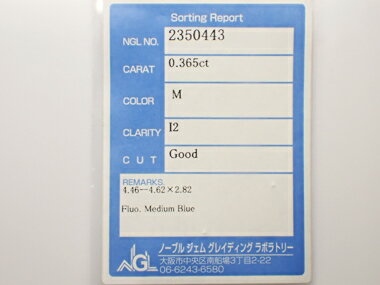 Sorting Report
NGL NO. 2350443
CARAT 0.365ct
COLOR M
CLARITY I2
CUT Good
REMARKS.
4.46—4.62×2.82
Fluo. Medium Blue
NGL ノーブル ジェム グレイディング ラボラトリー
大阪市中央区南船場3丁目2-22
06-6243-6580